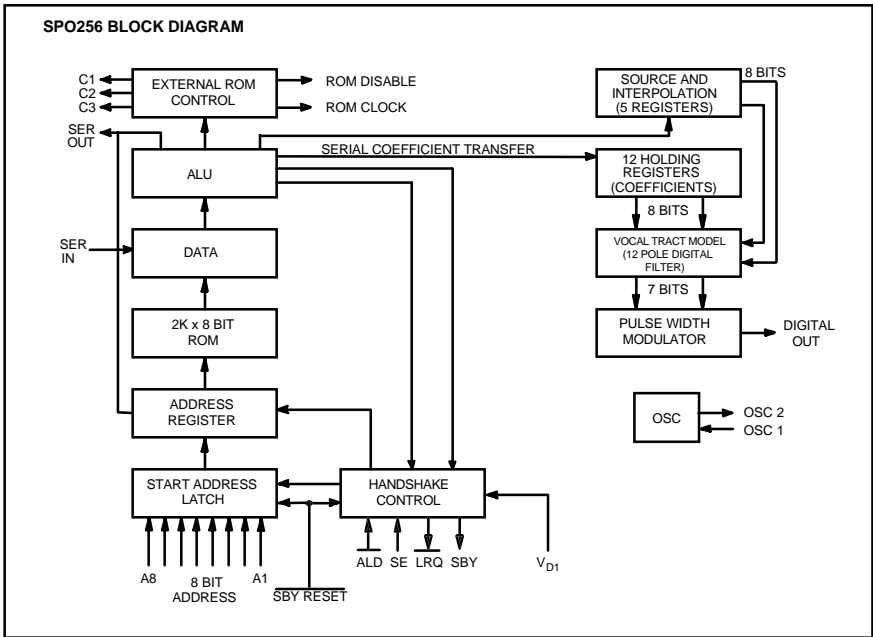 SPO256 BLOCK DIAGRAM
C1
C2
C3
EXTERNAL ROM
CONTROL
ROM DISABLE
ROM CLOCK
SOURCE AND
INTERPOLATION
(5 REGISTERS)
8 BITS
SER
OUT
ALU
SERIAL COEFFICIENT TRANSFER
12 HOLDING
REGISTERS
(COEFFICIENTS)
8 BITS
SER
IN
DATA
VOCAL TRACT MODEL
(12 POLE DIGITAL
FILTER)
7 BITS
2K x 8 BIT
ROM
PULSE WIDTH
MODULATOR
DIGITAL
OUT
ADDRESS
REGISTER
OSC
OSC 2
OSC 1
START ADDRESS
LATCH
HANDSHAKE
CONTROL
A8
8 BIT
ADDRESS
A1
SBY RESET
ALD
SE
LRQ
SBY
VD1